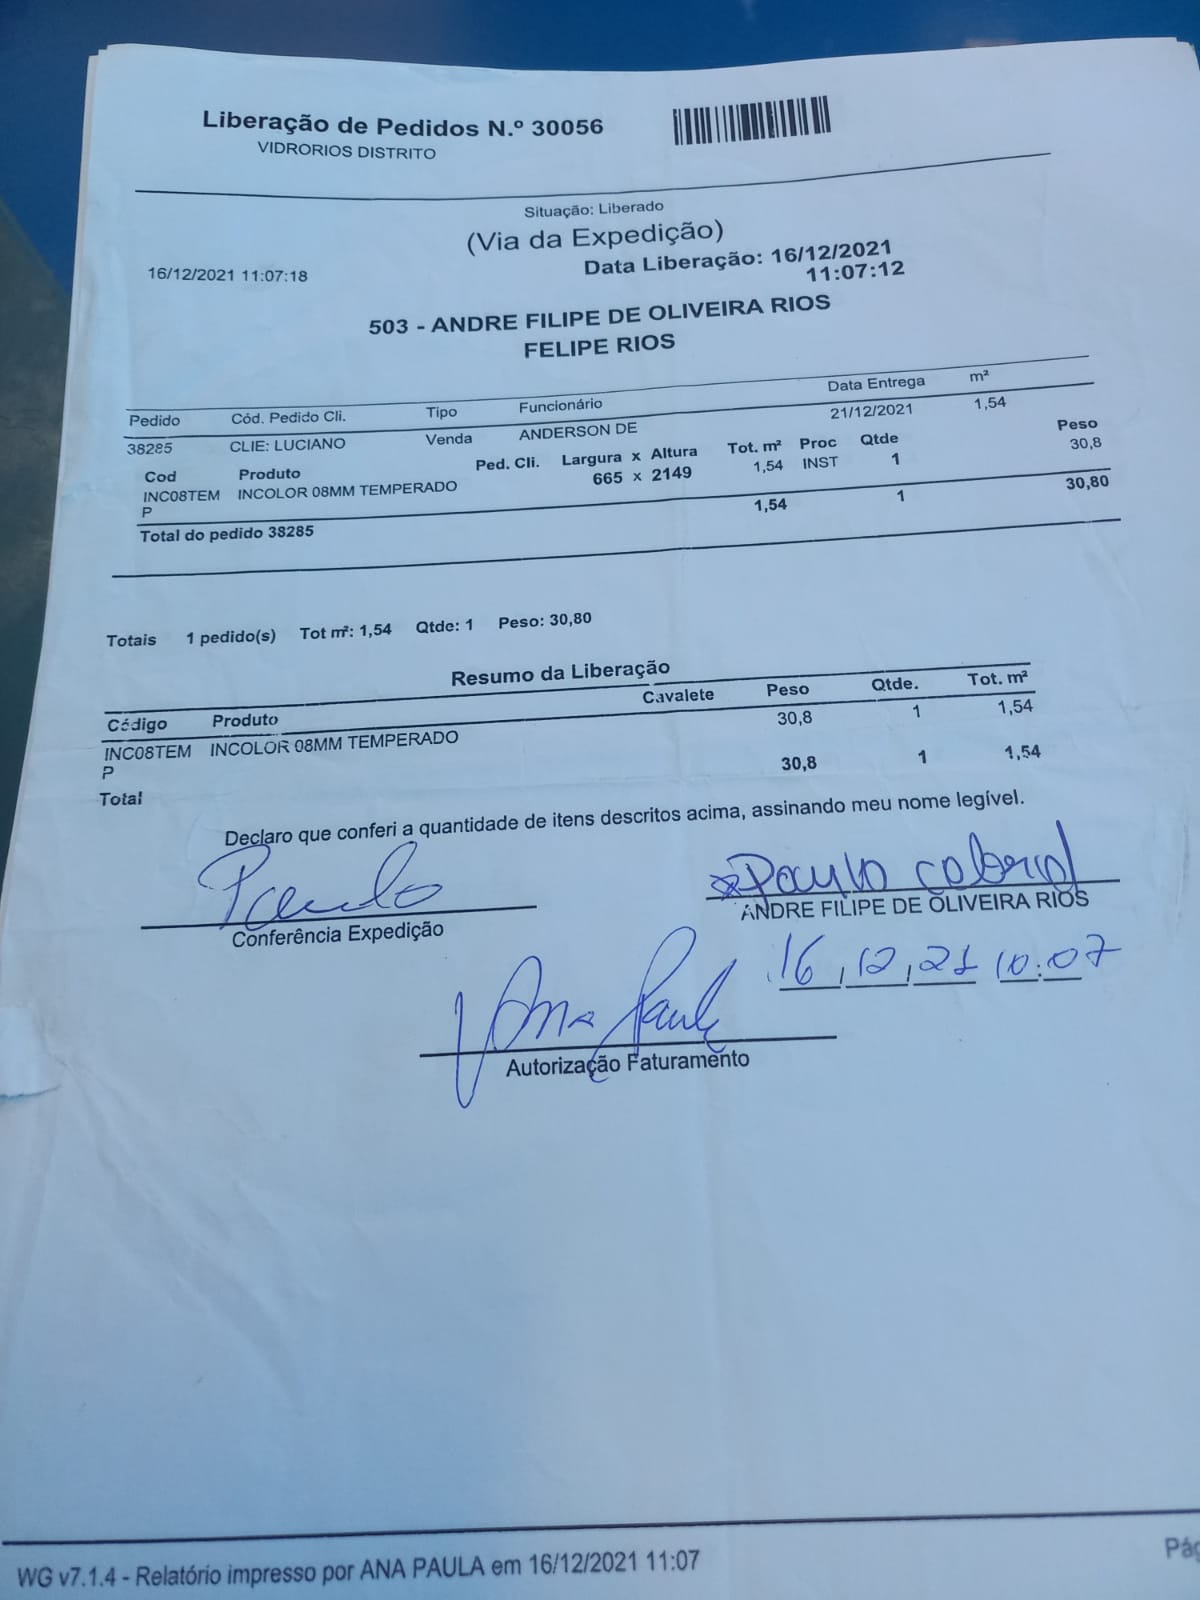 Liberação de Pedidos N.º 30056
VIDRORIOS DISTRITO
Situação: Liberado
(Via da Expedição)
16/12/2021 11:07:18 Data Liberação: 16/12/2021
11:07:12
503 - ANDRE FILIPE DE OLIVEIRA RIOS
FELIPE RIOS
Pedido Cód. Pedido Cli. Tipo Funcionário Data Entrega m²
38285 CLIE: LUCIANO Venda ANDERSON DE 21/12/2021 1,54
Cod Produto Ped. Cli. Largura x Altura Tot. m² Proc Qtde Peso
INC08TEM INCOLOR 08MM TEMPERADO 665 x 2149 1,54 INST 1 30,8
P
Total do pedido 38285 1,54 1 30,80
Totais 1 pedido(s) Tot m²: 1,54 Qtde: 1 Peso: 30,80
Resumo da Liberação
Código Produto Cavalete Peso Qtde. Tot. m²
INC08TEM INCOLOR 08MM TEMPERADO 30,8 1 1,54
P
Total 30,8 1 1,54
Declaro que conferi a quantidade de itens descritos acima, assinando meu nome legível.
Paulo
Conferência Expedição
Paulo Cabral
ANDRE FILIPE DE OLIVEIRA RIOS
16, 12, 21 10:07
Ana Paula
Autorização Faturamento
WG v7.1.4 - Relatório impresso por ANA PAULA em 16/12/2021 11:07
Pág